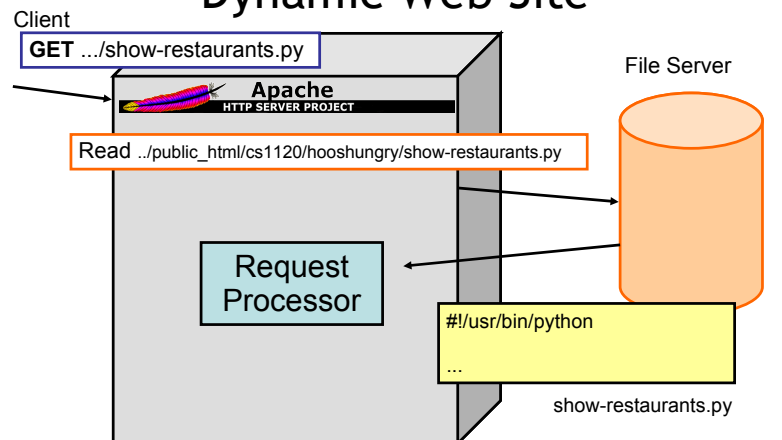 Dynamic Web Site
Client
GET .../show-restaurants.py
File Server
Apache
HTTP SERVER PROJECT
Read ../public_html/cs1120/hooshungry/show-restaurants.py
Request
Processor
#!/usr/bin/python
...
show-restaurants.py